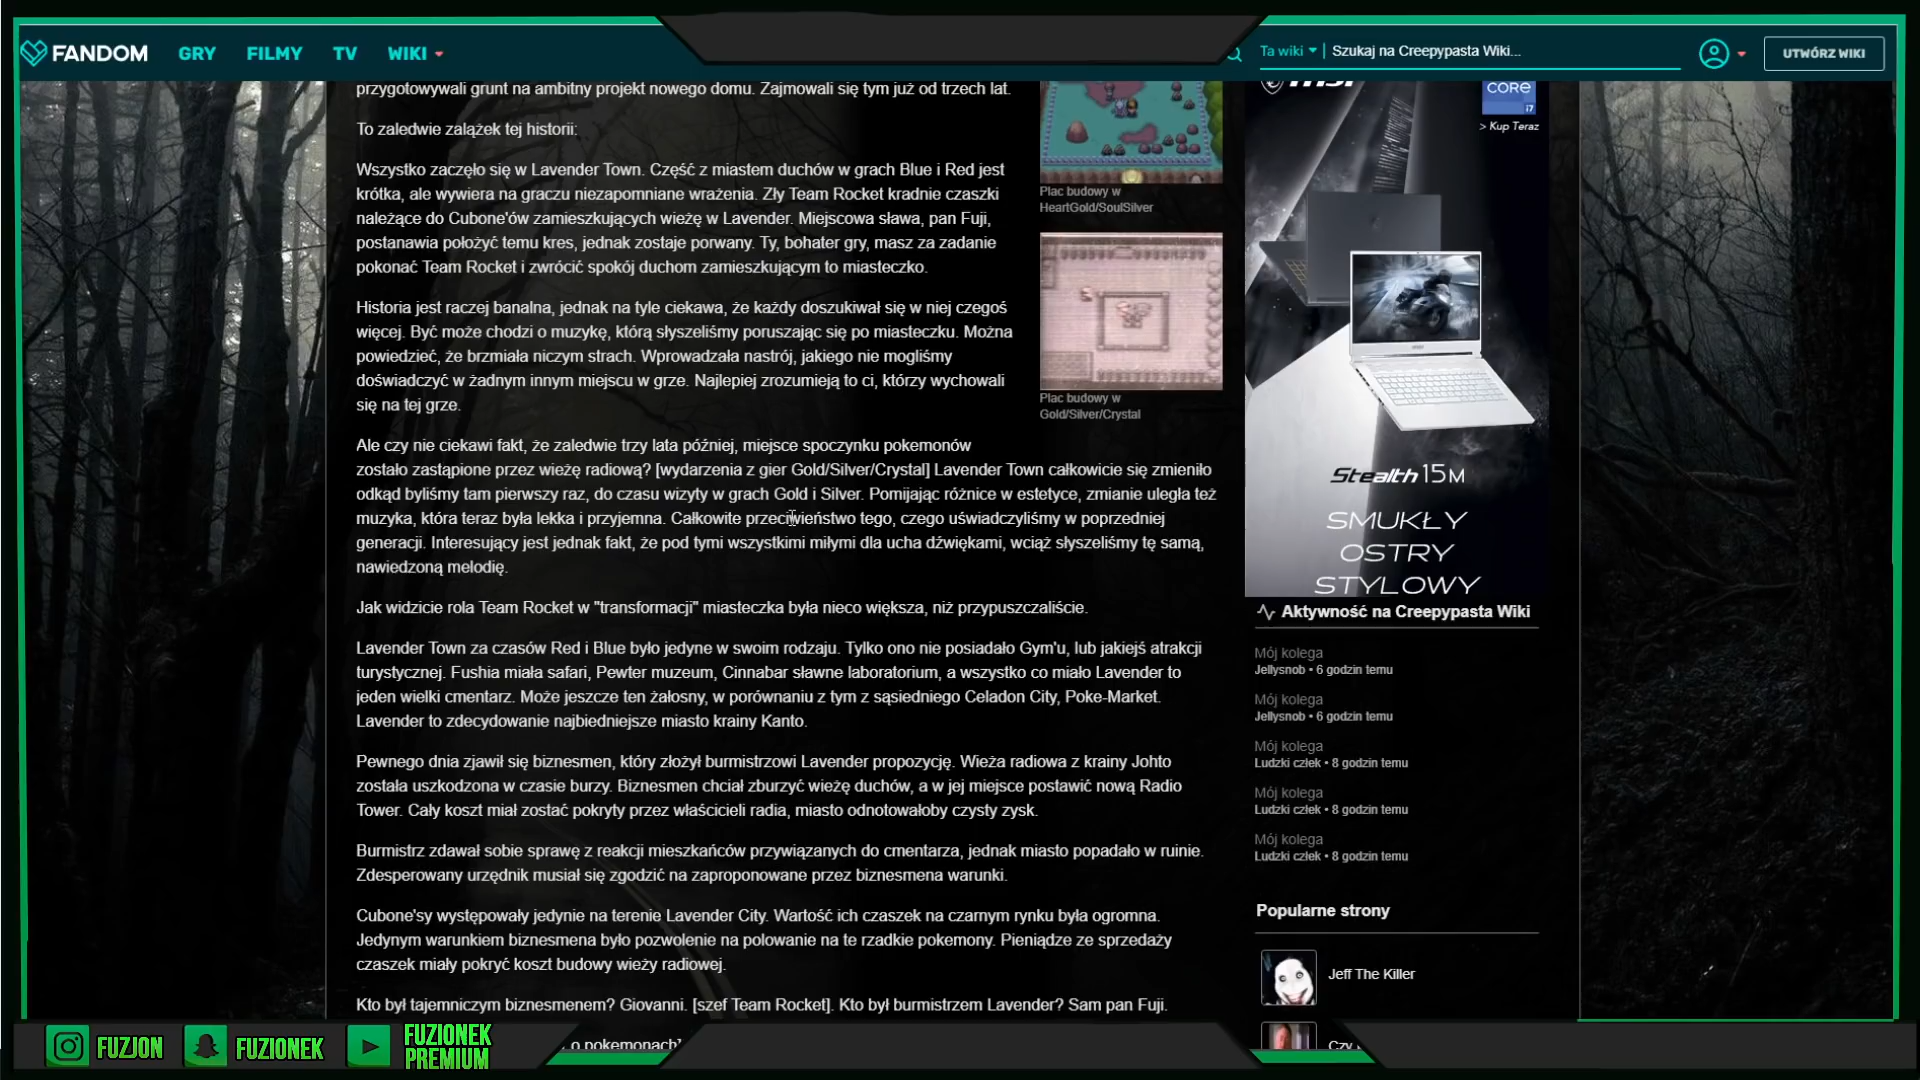 FANDOM
GRY
FILMY
TV
WIKI
Ta wiki
Szukaj na Creepypasta Wiki...
UTWÓRZ WIKI
przygotowywali grunt na ambitny projekt nowego domu. Zajmowali się tym już od trzech lat.
To zaledwie zalążek tej historii:
Wszystko zaczęło się w Lavender Town. Część z miastem duchów w grach Blue i Red jest
krótka, ale wywiera na graczu niezapomniane wrażenia. Zły Team Rocket kradnie czaszki
należące do Cubone'ów zamieszkujących wieżę w Lavender. Miejscowa sława, pan Fuji,
postanawia położyć temu kres, jednak zostaje porwany. Ty, bohater gry, masz za zadanie
pokonać Team Rocket i zwrócić spokój duchom zamieszkującym to miasteczko.
Historia jest raczej banalna, jednak na tyle ciekawa, że każdy doszukiwał się w niej czegoś
więcej. Być może chodzi o muzykę, którą słyszeliśmy poruszając się po miasteczku. Można
powiedzieć, że brzmiała niczym strach. Wprowadzała nastrój, jakiego nie mogliśmy
doświadczyć w żadnym innym miejscu w grze. Najlepiej zrozumieją to ci, którzy wychowali
się na tej grze.
Ale czy nie ciekawi fakt, że zaledwie trzy lata później, miejsce spoczynku pokemonów
zostało zastąpione przez wieżę radiową? [wydarzenia z gier Gold/Silver/Crystal] Lavender Town całkowicie się zmieniło
odkąd byliśmy tam pierwszy raz, do czasu wizyty w grach Gold i Silver. Pomijając różnice w estetyce, zmianie uległa też
muzyka, która teraz była lekka i przyjemna. Całkowite przeciwieństwo tego, czego uświadczyliśmy w poprzedniej
generacji. Interesujący jest jednak fakt, że pod tymi wszystkimi miłymi dla ucha dźwiękami, wciąż słyszeliśmy tę samą,
nawiedzoną melodię.
Jak widzicie rola Team Rocket w "transformacji" miasteczka była nieco większa, niż przypuszczaliście.
Lavender Town za czasów Red i Blue było jedyne w swoim rodzaju. Tylko ono nie posiadało Gym'u, lub jakiejś atrakcji
turystycznej. Fushia miała safari, Pewter muzeum, Cinnabar sławne laboratorium, a wszystko co miało Lavender to
jeden wielki cmentarz. Może jeszcze ten żałosny, w porównaniu z tym z sąsiedniego Celadon City, Poke-Market.
Lavender to zdecydowanie najbiedniejsze miasto krainy Kanto.
Pewnego dnia zjawił się biznesmen, który złożył burmistrzowi Lavender propozycję. Wieża radiowa z krainy Johto
została uszkodzona w czasie burzy. Biznesmen chciał zburzyć wieżę duchów, a w jej miejsce postawić nową Radio
Tower. Cały koszt miał zostać pokryty przez właścicieli radia, miasto odnotowałoby czysty zysk.
Burmistrz zdawał sobie sprawę z reakcji mieszkańców przywiązanych do cmentarza, jednak miasto popadało w ruinie.
Zdesperowany urzędnik musiał się zgodzić na zaproponowane przez biznesmena warunki.
Cubone'sy występowały jedynie na terenie Lavender City. Wartość ich czaszek na czarnym rynku była ogromna.
Jedynym warunkiem biznesmena było pozwolenie na polowanie na te rzadkie pokemony. Pieniądze ze sprzedaży
czaszek miały pokryć koszt budowy wieży radiowej.
Kto był tajemniczym biznesmenem? Giovanni. [szef Team Rocket]. Kto był burmistrzem Lavender? Sam pan Fuji.
o pokemonach]
Plac budowy w
HeartGold/SoulSilver
Plac budowy w
Gold/Silver/Crystal
msi
CORE
i7
> Kup Teraz
Stealth 15M
SMUKŁY
OSTRY
STYLOWY
Aktywność na Creepypasta Wiki
Mój kolega
Jellysnob • 6 godzin temu
Mój kolega
Jellysnob • 6 godzin temu
Mój kolega
Ludzki człek • 8 godzin temu
Mój kolega
Ludzki człek • 8 godzin temu
Mój kolega
Ludzki człek • 8 godzin temu
Popularne strony
Jeff The Killer
FUZJON
FUZIONEK
FUZIONEK
PREMIUM